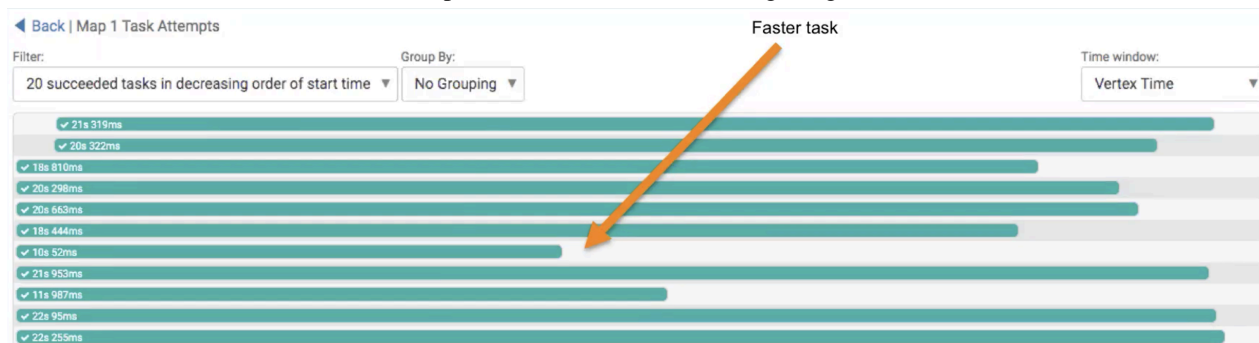 ◀ Back | Map 1 Task Attempts
Faster task
Filter:
Group By:
Time window:
20 succeeded tasks in decreasing order of start time ▼
No Grouping ▼
Vertex Time ▼
✔ 21s 319ms
✔ 20s 322ms
✔ 18s 810ms
✔ 20s 298ms
✔ 20s 663ms
✔ 18s 444ms
✔ 10s 52ms
✔ 21s 953ms
✔ 11s 987ms
✔ 22s 95ms
✔ 22s 255ms